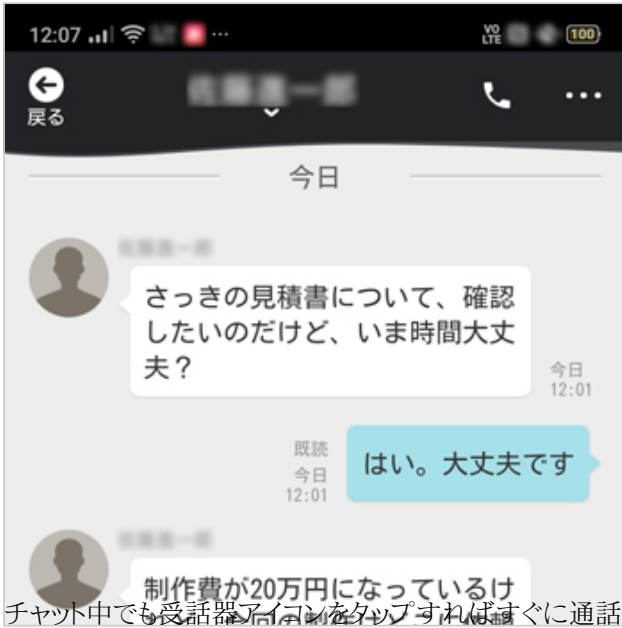 12:07
VO
LTE
100
戻る
今日
さっきの見積書について、確認
したいのだけど、いま時間大丈
夫？
今日
12:01
既読
今日
12:01
はい。大丈夫です
制作費が20万円になっているけ
チャット中でも受話器アイコンをタップすればすぐに通話